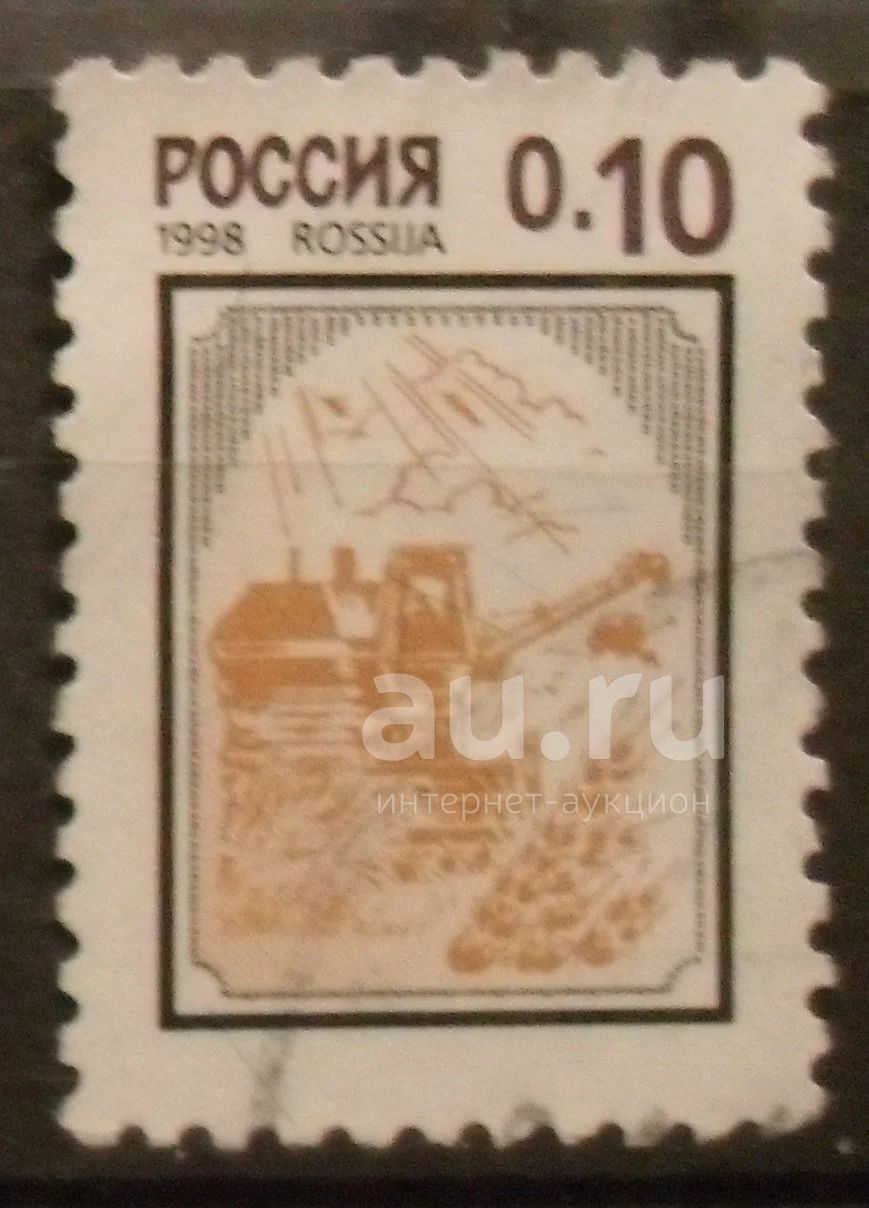 РОССИЯ 0.10
1998 ROSSIJA
au.ru
интернет-аукцион